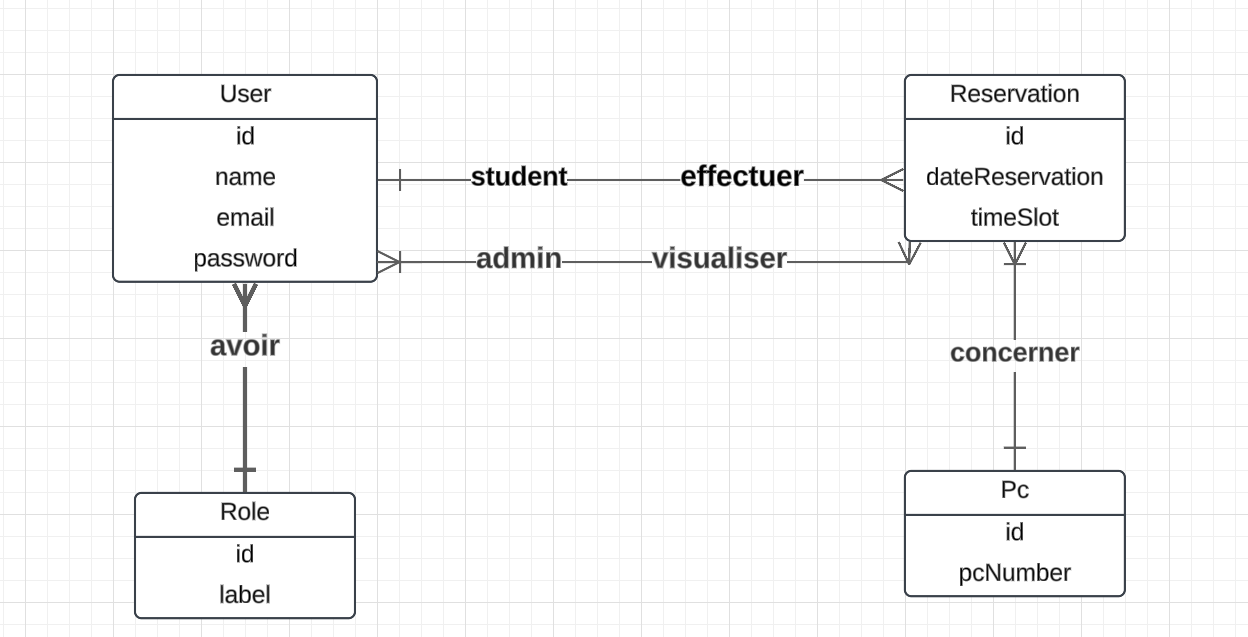 User
id
name
email
password
student effectuer
admin visualiser
Reservation
id
dateReservation
timeSlot
avoir
concerner
Role
id
label
Pc
id
pcNumber